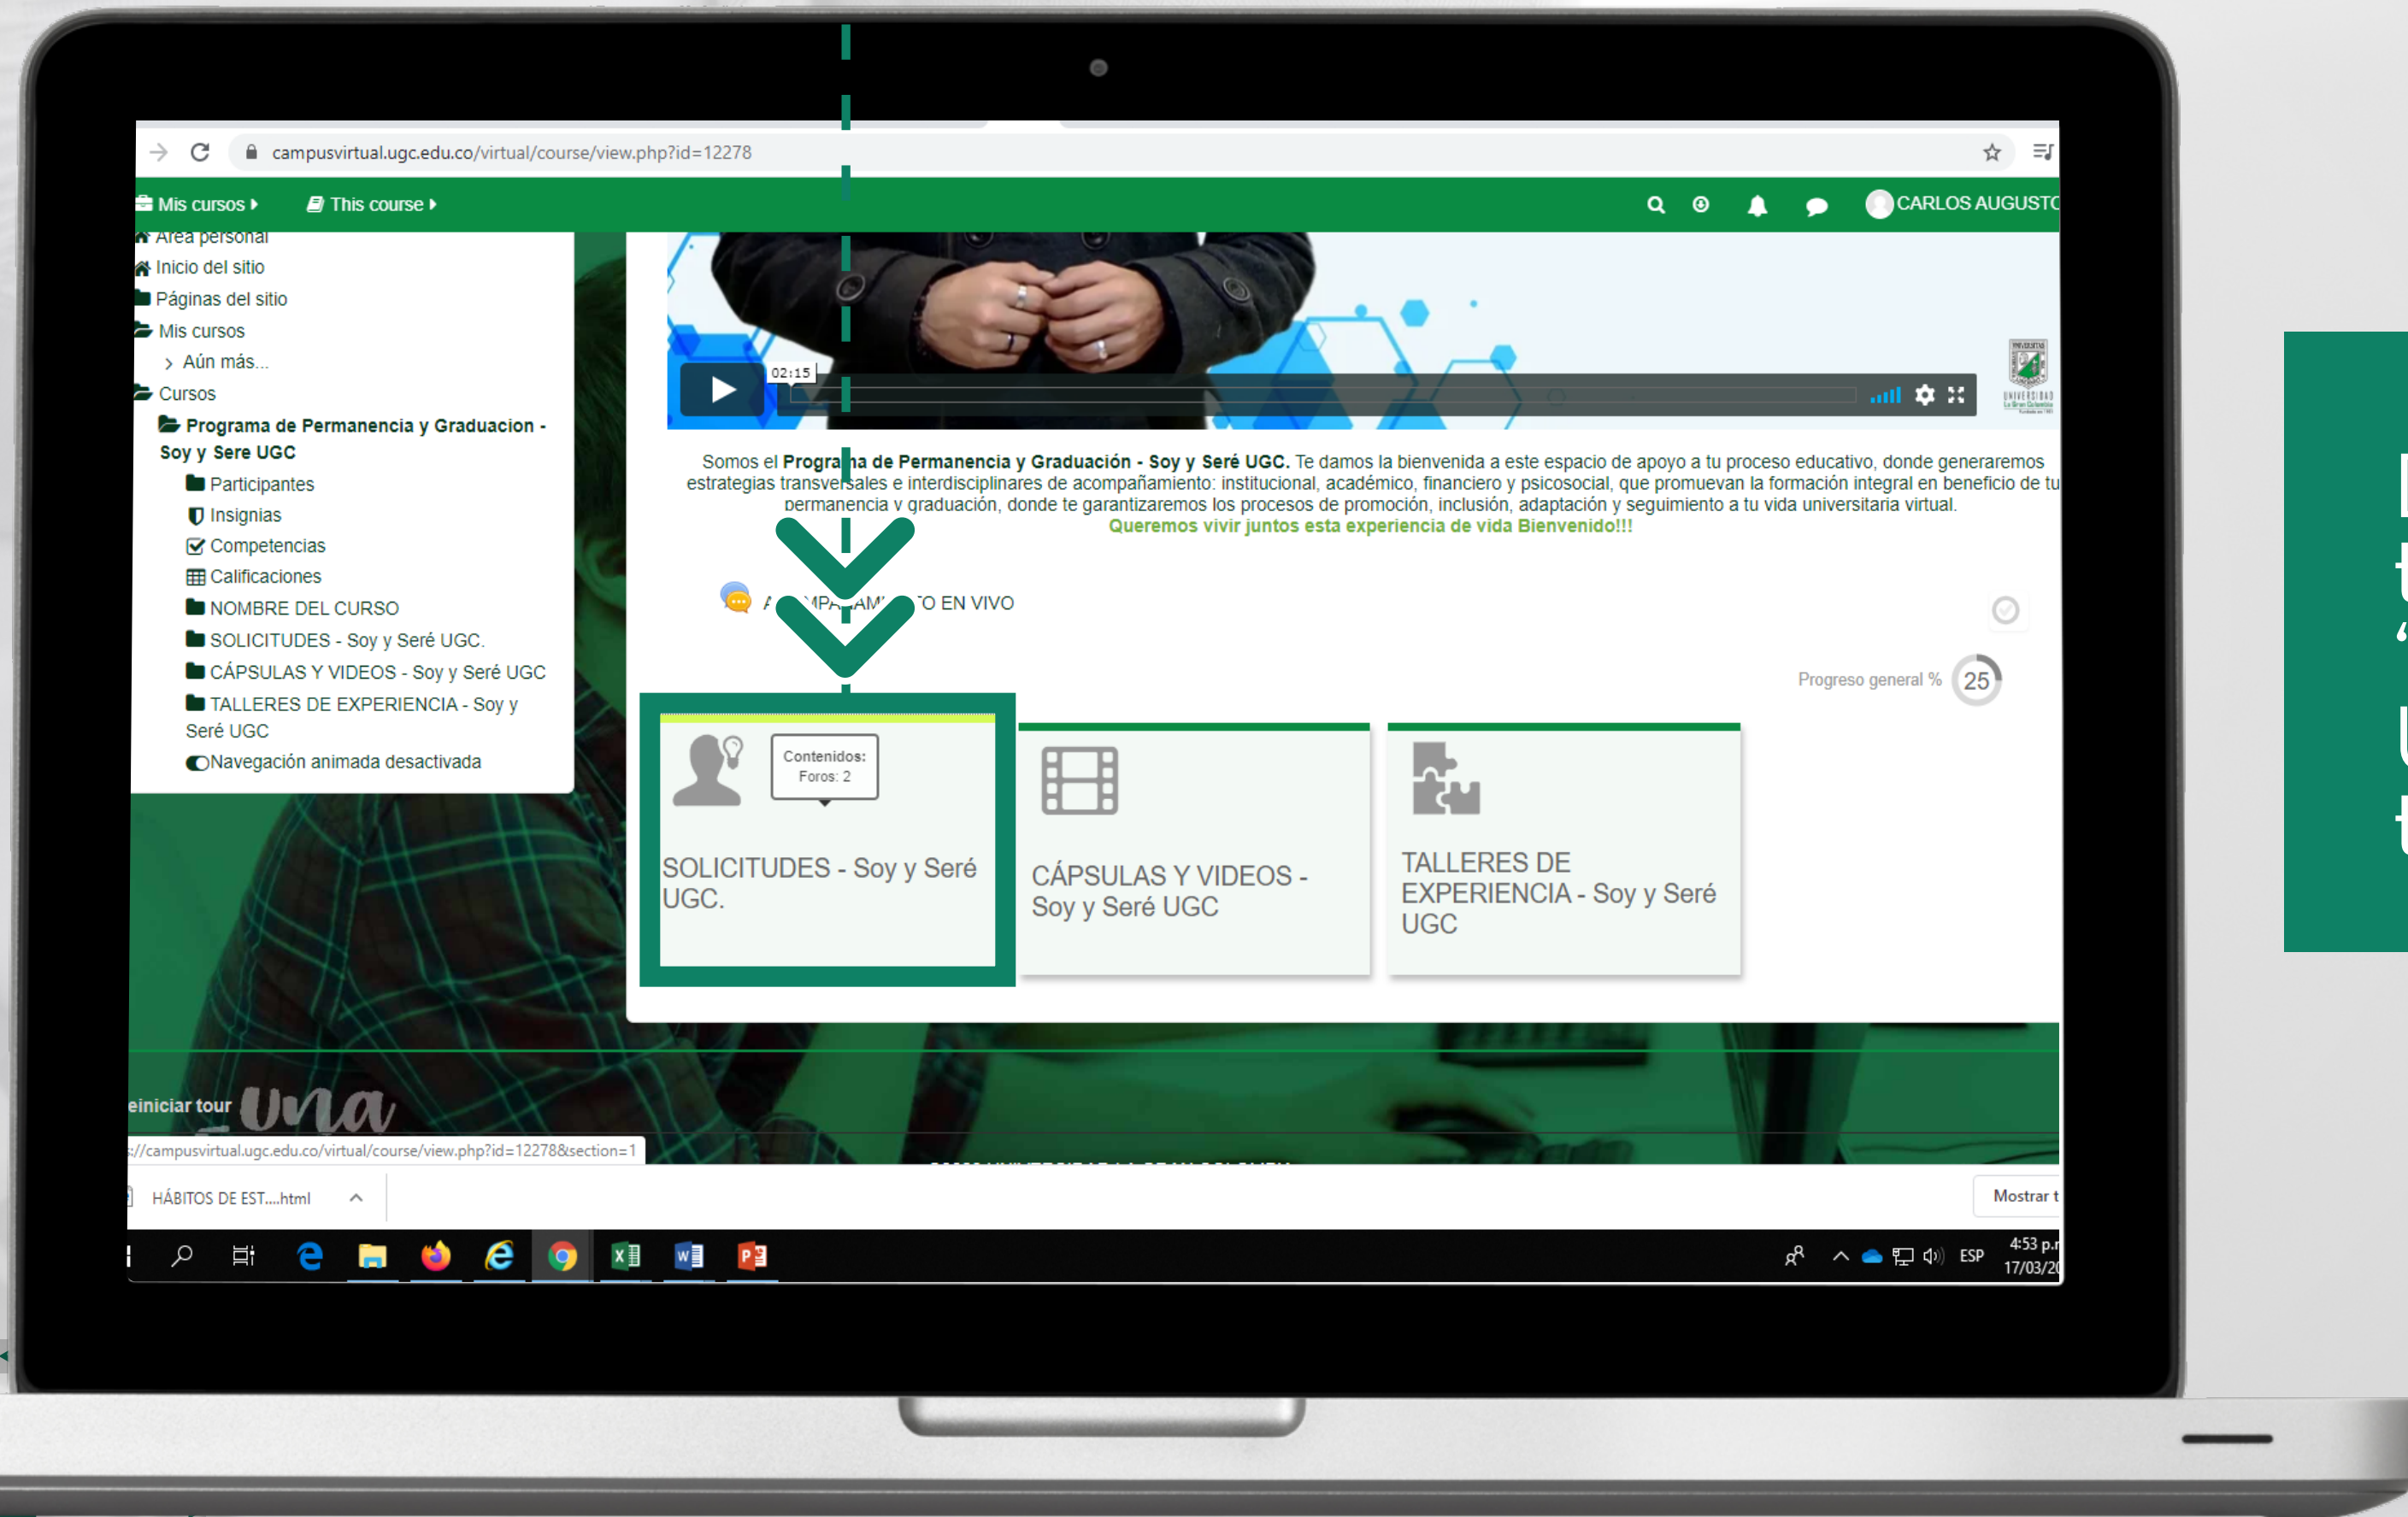 campusvirtual.ugc.edu.co/virtual/course/view.php?id=12278
Mis cursos This course CARLOS AUGUSTO
Área personal
Inicio del sitio
Páginas del sitio
Mis cursos
Aún más...
Cursos
Programa de Permanencia y Graduacion -
Soy y Sere UGC
Participantes
Insignias
Competencias
Calificaciones
NOMBRE DEL CURSO
SOLICITUDES - Soy y Seré UGC.
CÁPSULAS Y VIDEOS - Soy y Seré UGC
TALLERES DE EXPERIENCIA - Soy y
Seré UGC
Navegación animada desactivada
02:15
UNIVERSIDAD
La Gran Colombia
Somos el Programa de Permanencia y Graduación - Soy y Seré UGC. Te damos la bienvenida a este espacio de apoyo a tu proceso educativo, donde generaremos
estrategias transversales e interdisciplinares de acompañamiento: institucional, académico, financiero y psicosocial, que promuevan la formación integral en beneficio de tu
permanencia y graduación, donde te garantizaremos los procesos de promoción, inclusión, adaptación y seguimiento a tu vida universitaria virtual.
Queremos vivir juntos esta experiencia de vida Bienvenido!!!
EN VIVO
Progreso general % 25
Contenidos:
Foros: 2
SOLICITUDES - Soy y Seré
UGC.
CÁPSULAS Y VIDEOS -
Soy y Seré UGC
TALLERES DE
EXPERIENCIA - Soy y Seré
UGC
einiciar tour
una
://campusvirtual.ugc.edu.co/virtual/course/view.php?id=12278&section=1
HÁBITOS DE EST....html
Mostrar t
ESP
4:53 p.
17/03/20